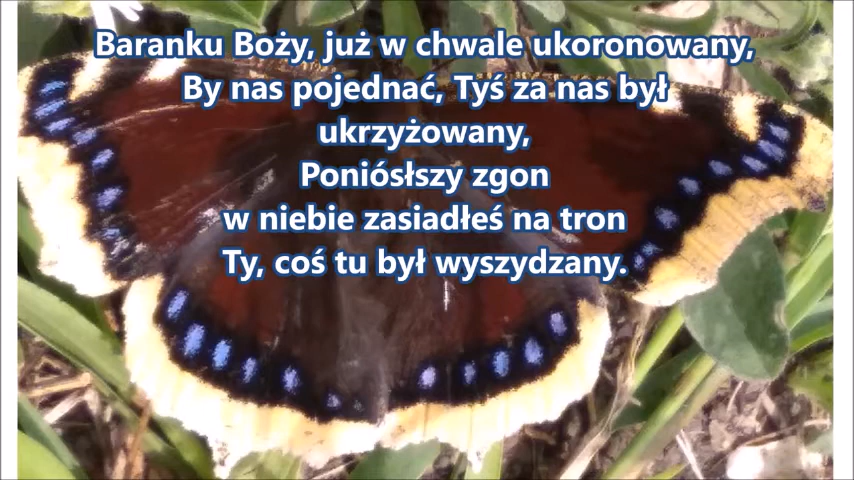 Baranku Boży, już w chwale ukoronowany,
By nas pojednać, Tyś za nas był
ukrzyżowany,
Poniósłszy zgon
w niebie zasiadłeś na tron
Ty, coś tu był wyszydzany.